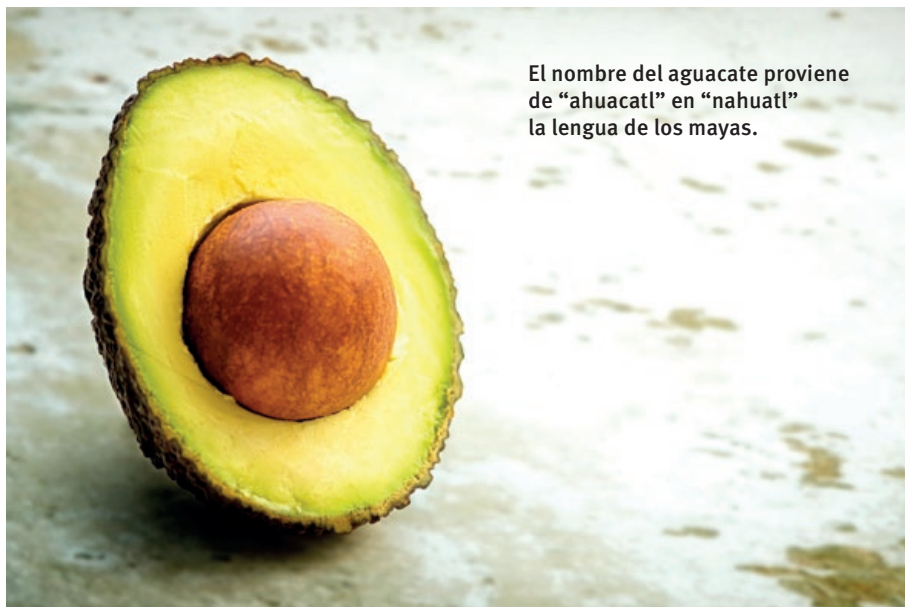 El nombre del aguacate proviene
de “ahuacatl” en “nahuatl”
la lengua de los mayas.